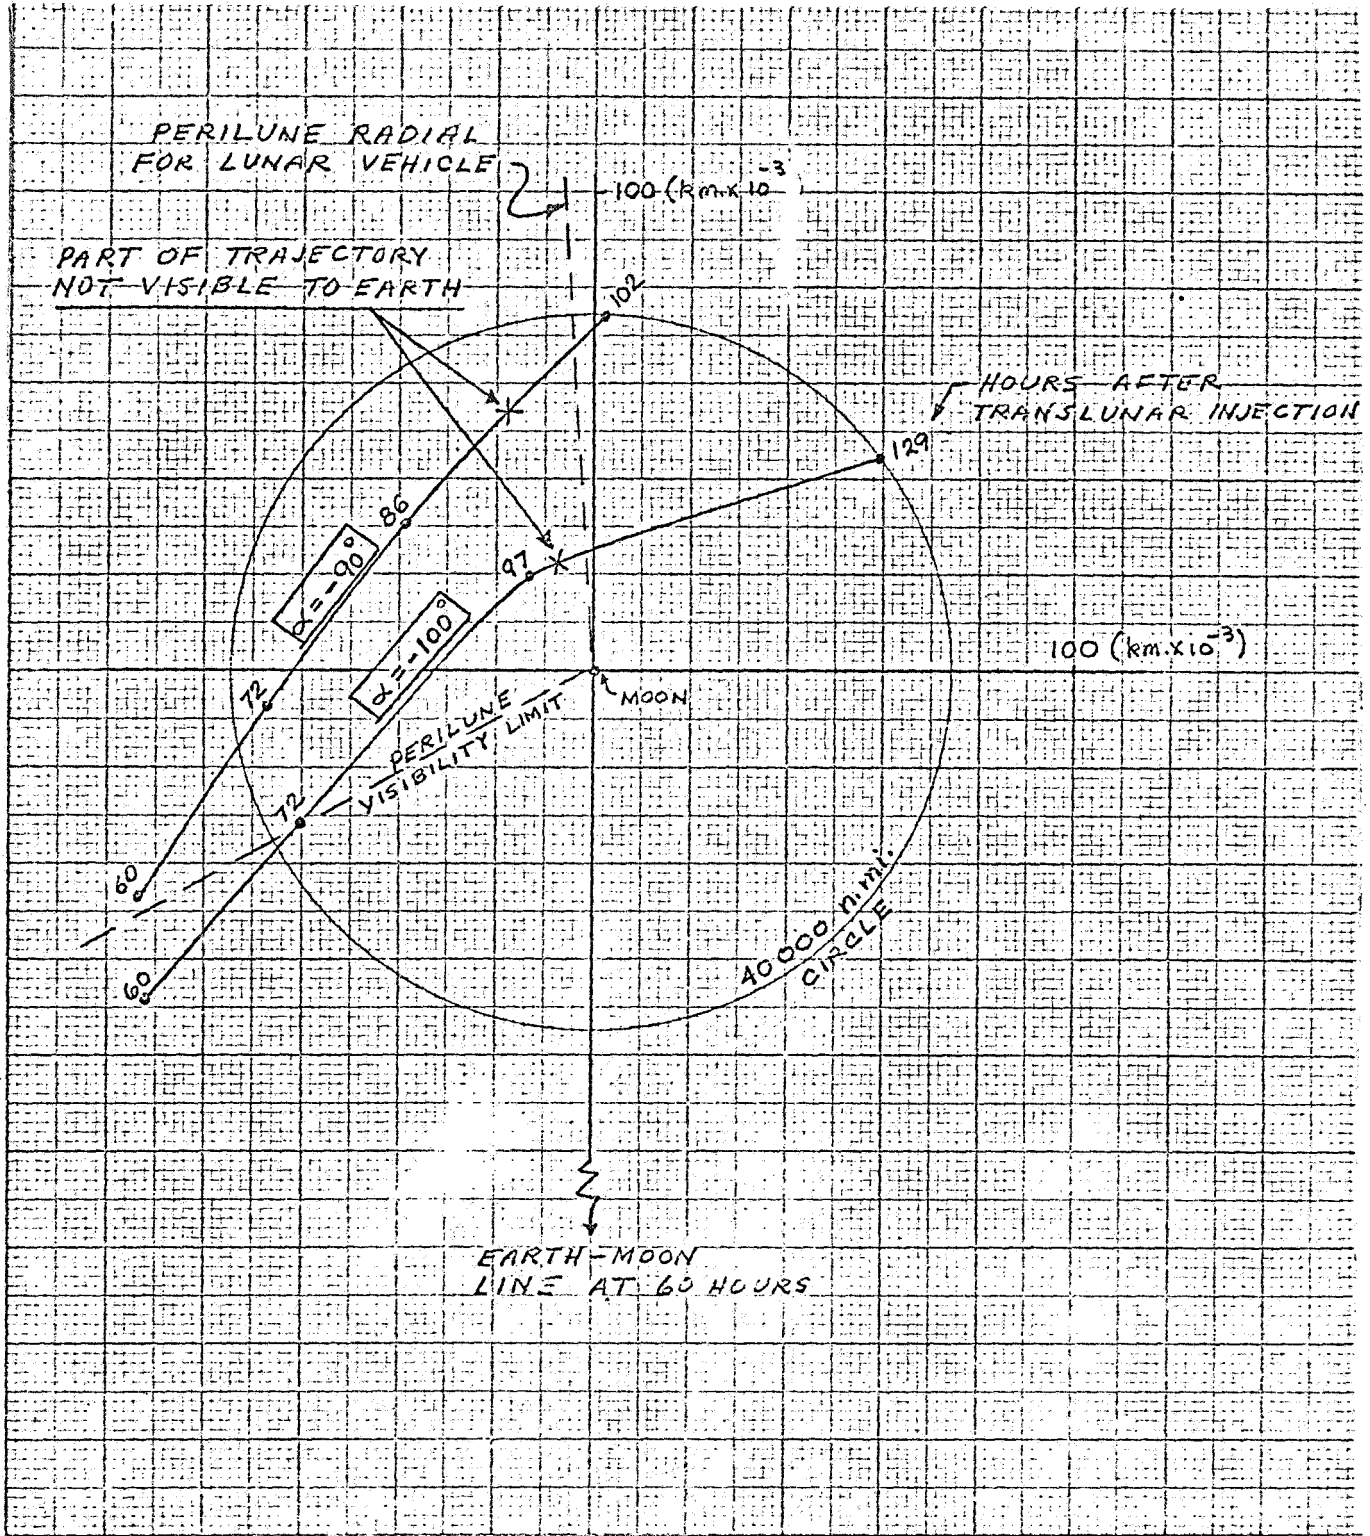 PERILUNE RADIAL
FOR LUNAR VEHICLE
100 (km.x10⁻³)
PART OF TRAJECTORY
NOT VISIBLE TO EARTH
102
HOURS AFTER
TRANSLUNAR INJECTION
129
86
α=-90°
97
α=-100°
100 (km.x10⁻³)
72
MOON
PERILUNE
VISIBILITY LIMIT
72
60
60
40000 n.mi.
CIRCLE
EARTH-MOON
LINE AT 60 HOURS